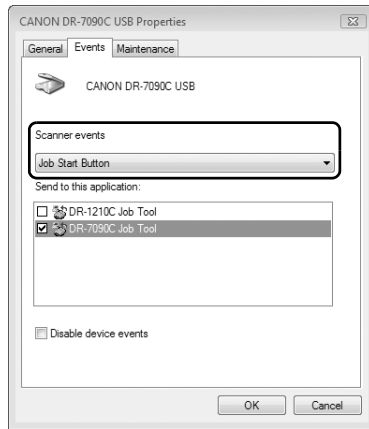 CANON DR-7090C USB Properties
General Events Maintenance
CANON DR-7090C USB
Scanner events
Job Start Button
Send to this application:
DR-1210C Job Tool
DR-7090C Job Tool
Disable device events
OK Cancel